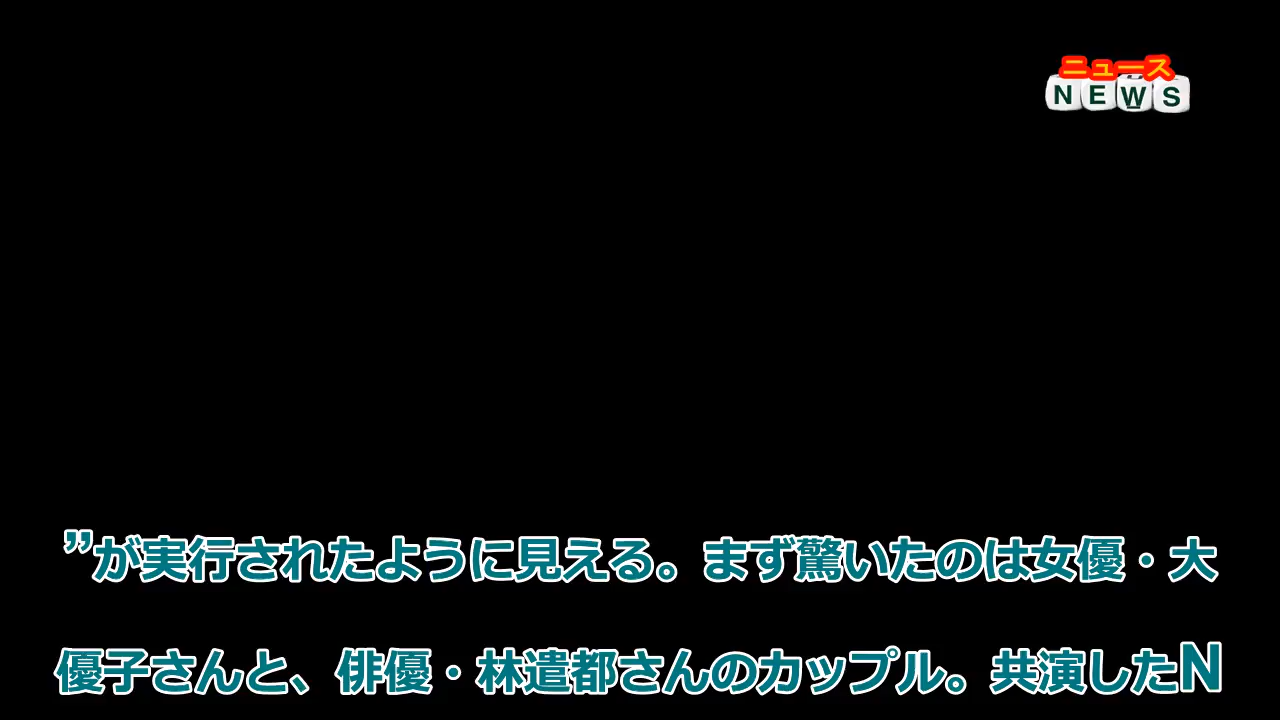 ニュース
NEWS
”が実行されたように見える。まず驚いたのは女優・大
優子さんと、俳優・林遣都さんのカップル。共演したN